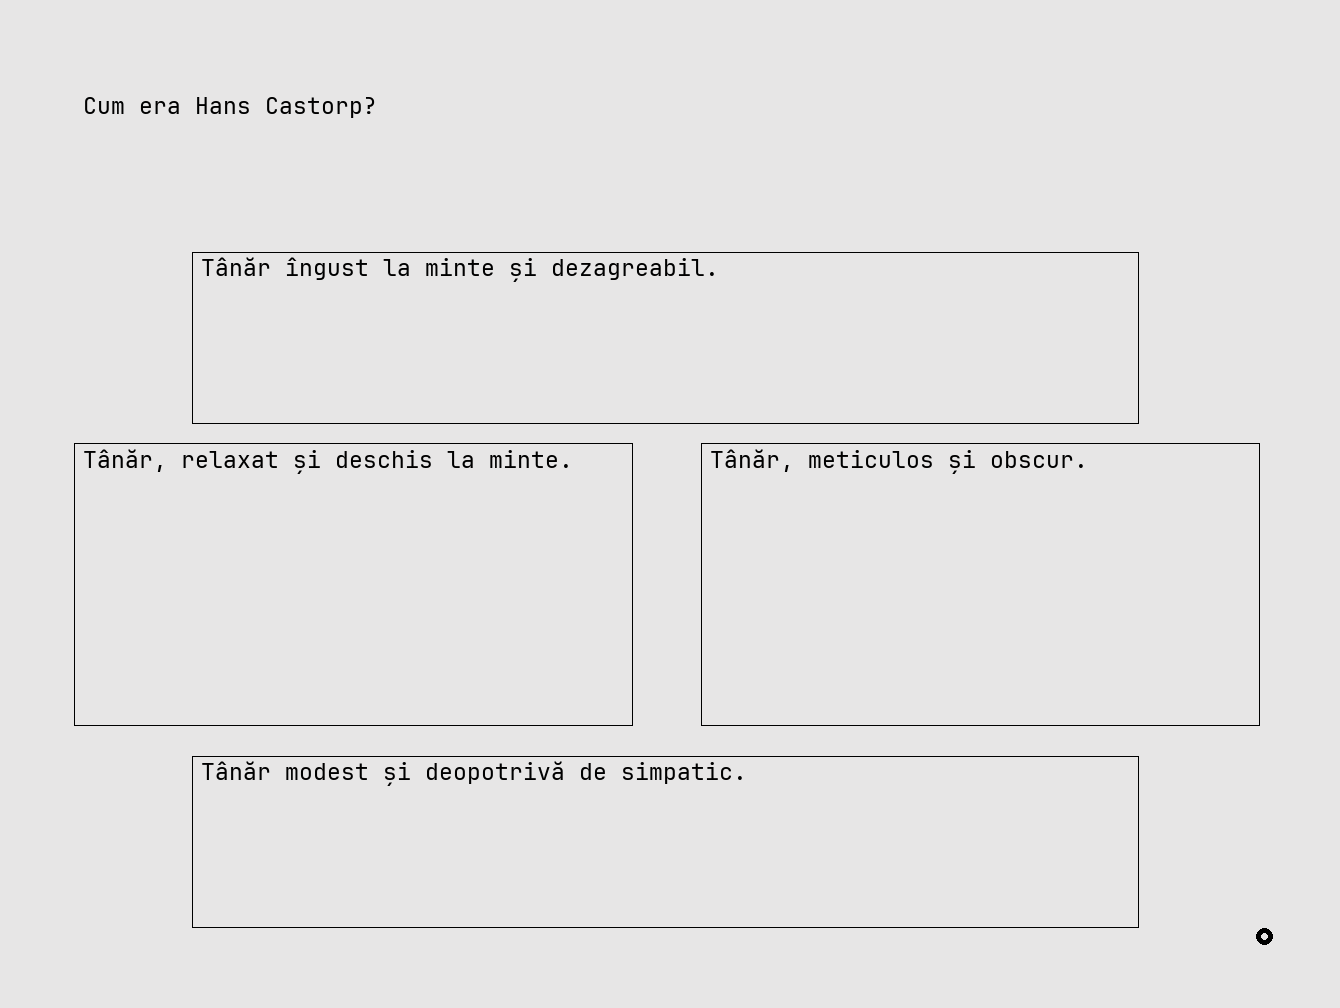 Cum era Hans Castorp?
Tânăr îngust la minte și dezagreabil.
Tânăr, relaxat și deschis la minte.
Tânăr, meticulos și obscur.
Tânăr modest și deopotrivă de simpatic.